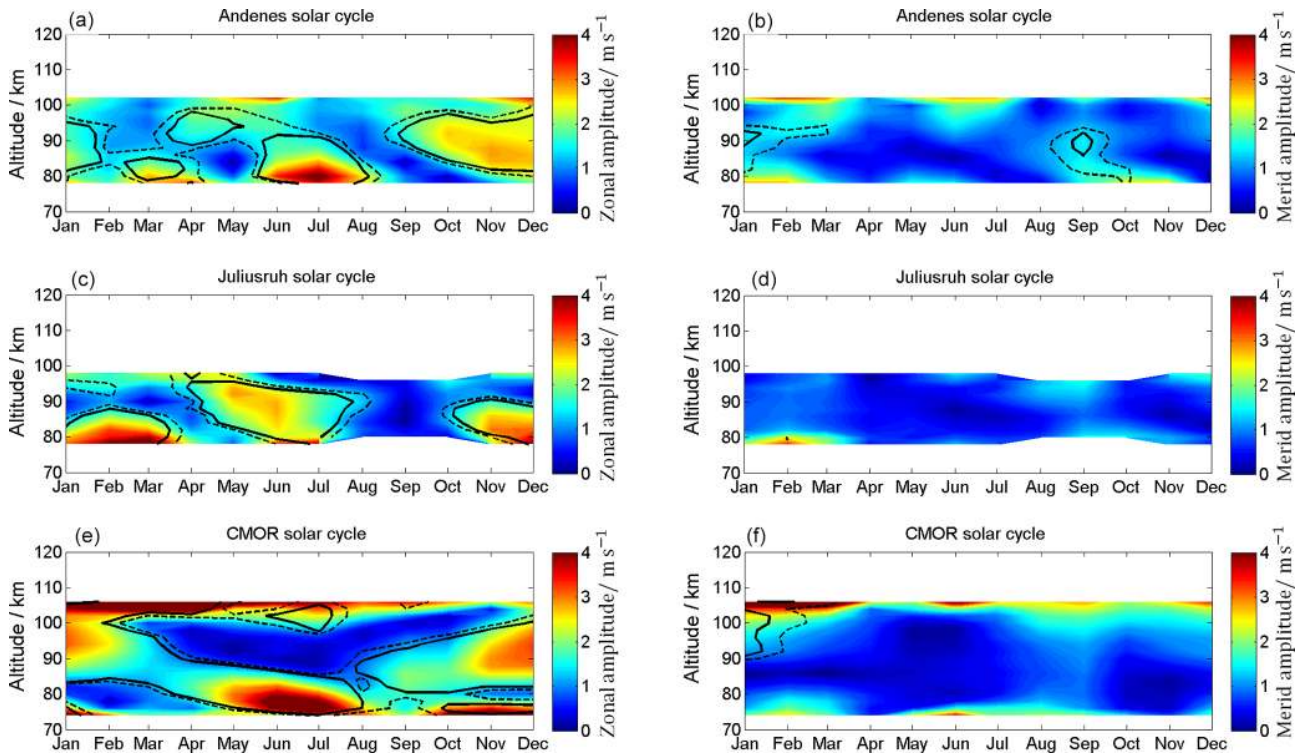 (a) Andenes solar cycle
120
110
100
90
80
70
Altitude / km
Jan Feb Mar Apr May Jun Jul Aug Sep Oct Nov Dec
4
3
2
1
0
Zonal amplitude/ m s−1
(b) Andenes solar cycle
120
110
100
90
80
70
Altitude / km
Jan Feb Mar Apr May Jun Jul Aug Sep Oct Nov Dec
4
3
2
1
0
Merid amplitude/ m s−1
(c) Juliusruh solar cycle
120
110
100
90
80
70
Altitude / km
Jan Feb Mar Apr May Jun Jul Aug Sep Oct Nov Dec
4
3
2
1
0
Zonal amplitude/ m s−1
(d) Juliusruh solar cycle
120
110
100
90
80
70
Altitude / km
Jan Feb Mar Apr May Jun Jul Aug Sep Oct Nov Dec
4
3
2
1
0
Merid amplitude/ m s−1
(e) CMOR solar cycle
120
110
100
90
80
70
Altitude / km
Jan Feb Mar Apr May Jun Jul Aug Sep Oct Nov Dec
4
3
2
1
0
Zonal amplitude/ m s−1
(f) CMOR solar cycle
120
110
100
90
80
70
Altitude / km
Jan Feb Mar Apr May Jun Jul Aug Sep Oct Nov Dec
4
3
2
1
0
Merid amplitude/ m s−1